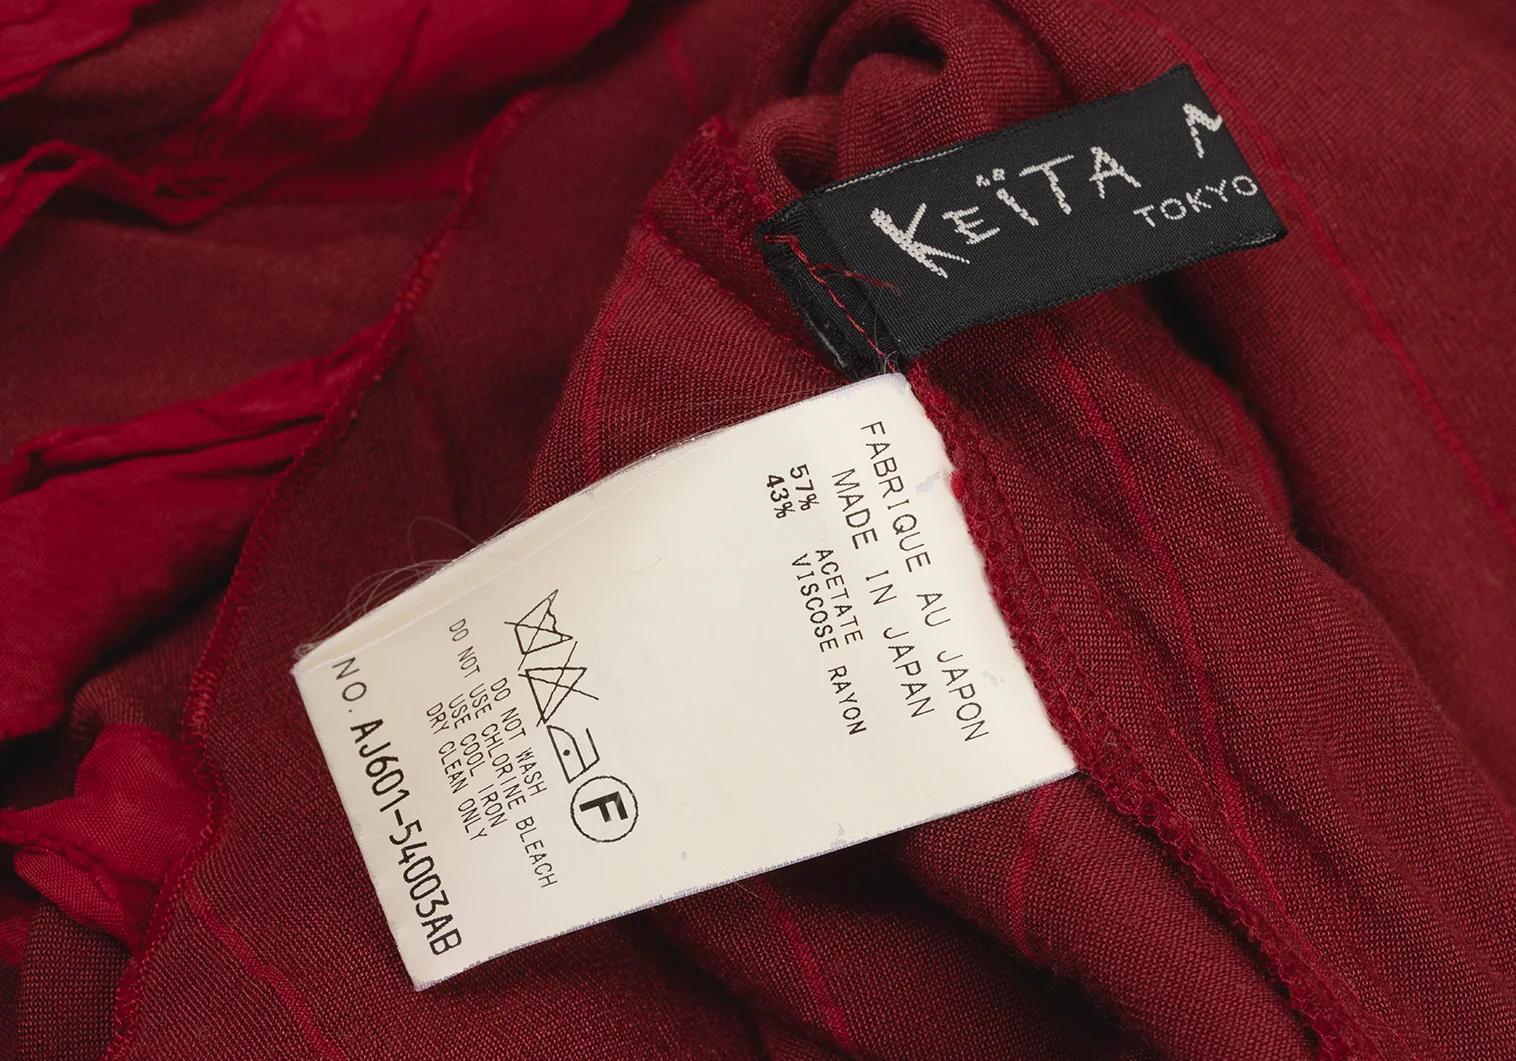 KEÏTA M
TOKYO
FABRIQUE AU JAPON
MADE IN JAPAN
57% ACETATE
43% VISCOSE RAYON
F
DO NOT WASH
DO NOT USE CHLORINE BLEACH
USE COOL IRON
DRY CLEAN ONLY
NO. AJ601-54003AB